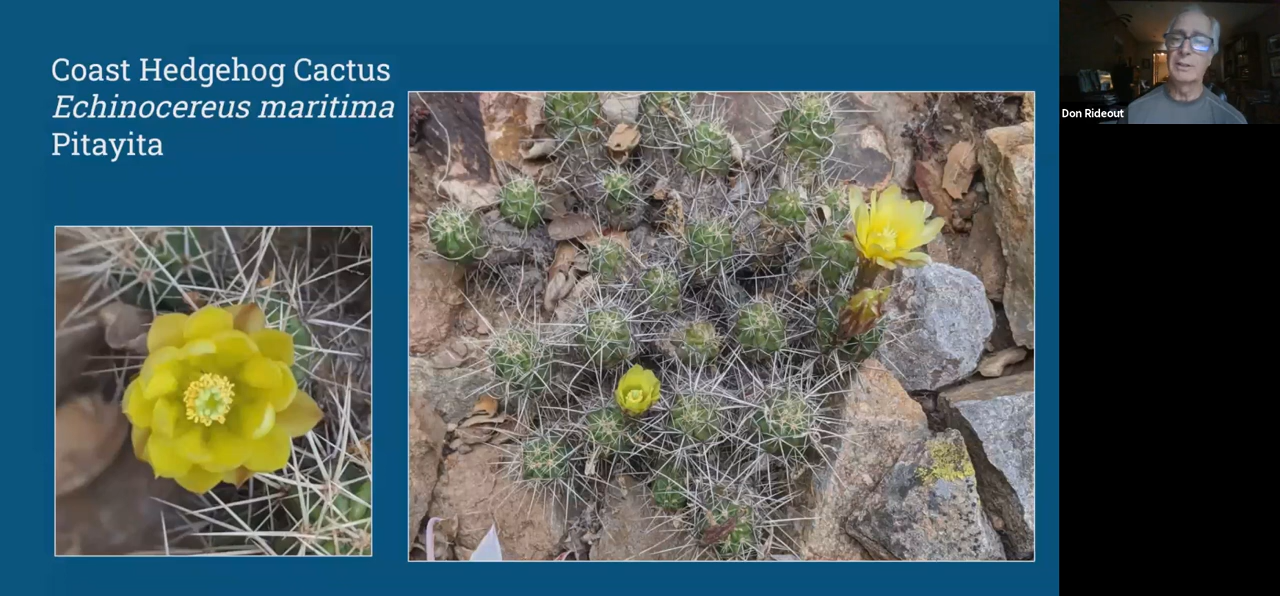 Coast Hedgehog Cactus
Echinocereus maritima
Pitayita
Don Rideout